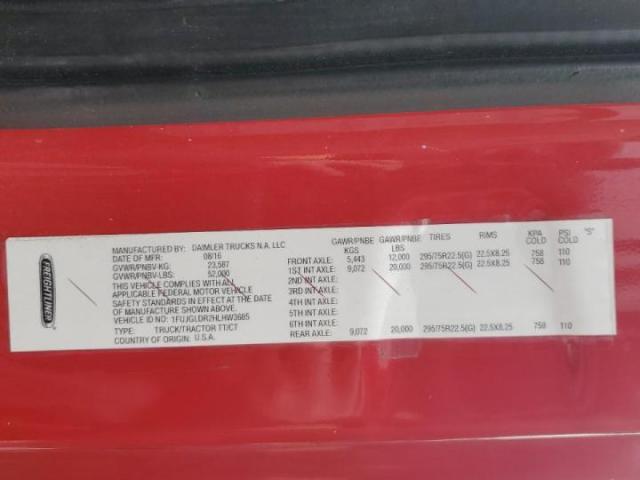 FREIGHTLINER
MANUFACTURED BY: DAIMLER TRUCKS N.A. LLC
DATE OF MFR: 08/16
GVWR/PNBV-KG: 23,587
GVWR/PNBV-LBS: 52,000
THIS VEHICLE COMPLIES WITH ALL
APPLICABLE FEDERAL MOTOR VEHICLE
SAFETY STANDARDS IN EFFECT AT THE DATE
OF MANUFACTURE SHOWN ABOVE.
VEHICLE ID NO.: 1FUJGLDR2HLHW3685
TYPE: TRUCK/TRACTOR TT/CT
COUNTRY OF ORIGIN: U.S.A.
GAWR/PNBE KGS GAWR/PNBE LBS TIRES RIMS KPA COLD PSI COLD "S"
FRONT AXLE: 5,443 12,000 295/75R22.5(G) 22.5X8.25 758 110
1ST INT AXLE: 9,072 20,000 295/75R22.5(G) 22.5X8.25 758 110
2ND INT AXLE:
3RD INT AXLE:
4TH INT AXLE:
5TH INT AXLE:
6TH INT AXLE:
REAR AXLE: 9,072 20,000 295/75R22.5(G) 22.5X8.25 758 110